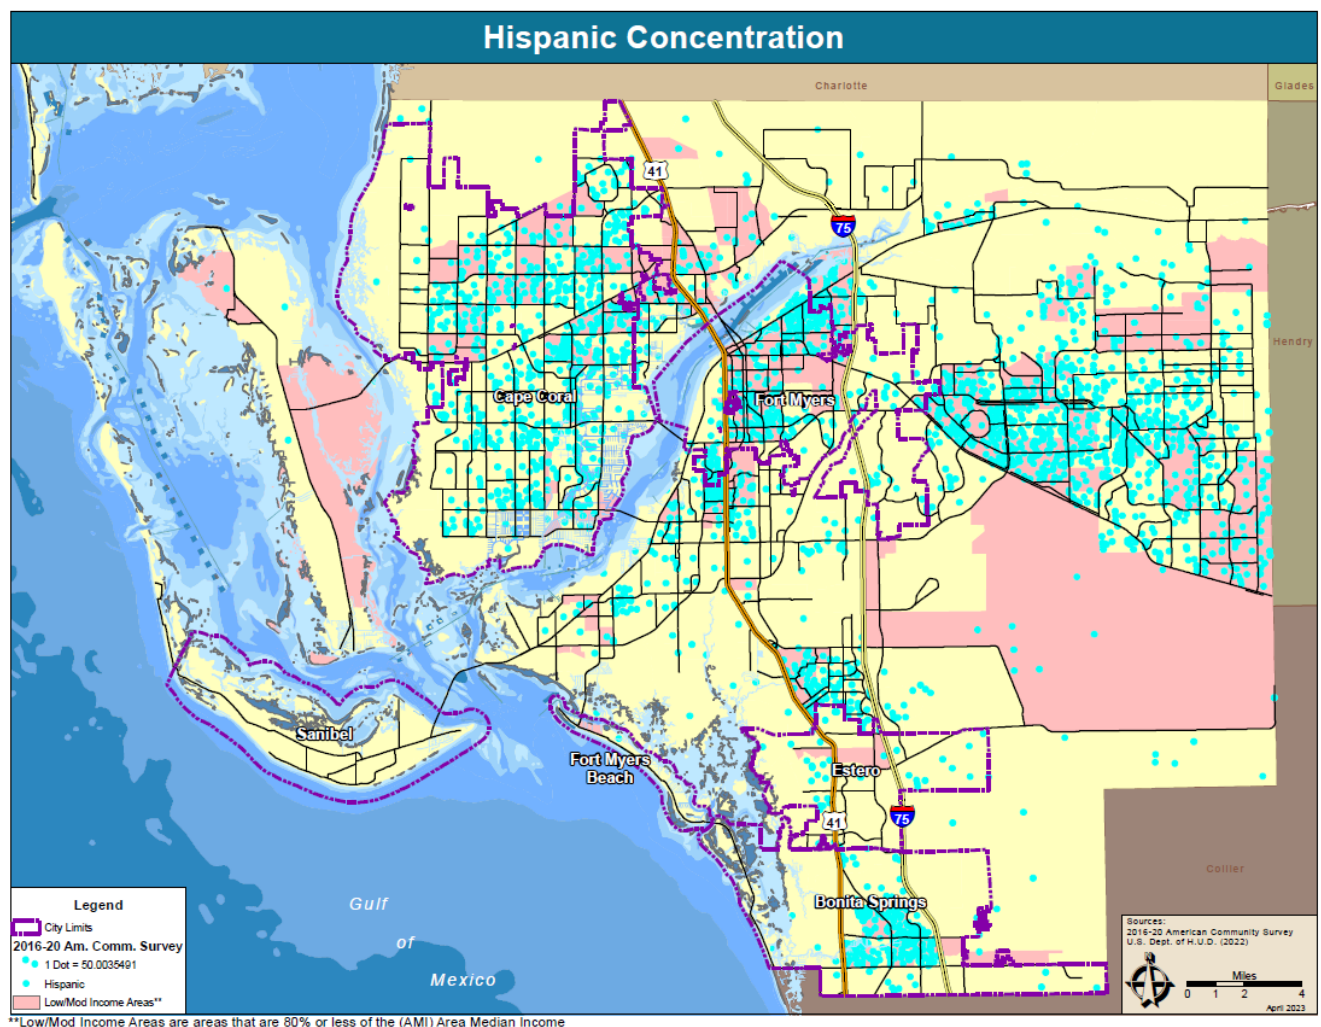 Hispanic Concentration
Charlotte
Glades
41
75
Hendry
Cape Coral
Fort Myers
Sanibel
Fort Myers
Beach
Estero
41
75
Collier
Bonita Springs
Gulf
of
Mexico
Legend
City Limits
2016-20 Am. Comm. Survey
1 Dot = 50.0035491
Hispanic
Low/Mod Income Areas**
Sources:
2016-20 American Community Survey
U.S. Dept. of H.U.D. (2022)
N
Miles
0 1 2 4
April 2023
**Low/Mod Income Areas are areas that are 80% or less of the (AMI) Area Median Income